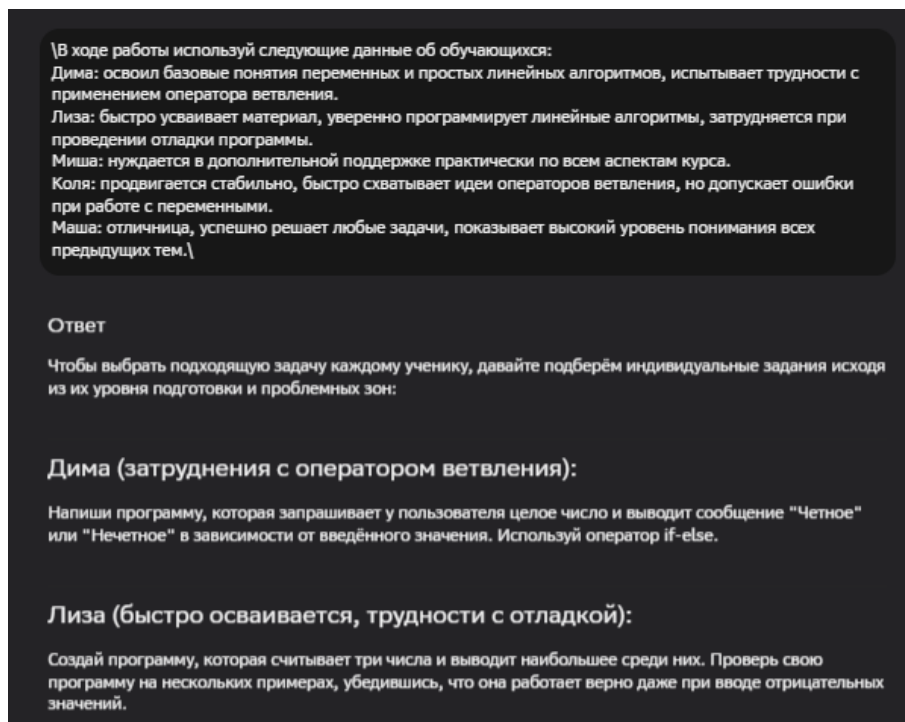 \В ходе работы используй следующие данные об обучающихся:
Дима: освоил базовые понятия переменных и простых линейных алгоритмов, испытывает трудности с
применением оператора ветвления.
Лиза: быстро усваивает материал, уверенно программирует линейные алгоритмы, затрудняется при
проведении отладки программы.
Миша: нуждается в дополнительной поддержке практически по всем аспектам курса.
Коля: продвигается стабильно, быстро схватывает идеи операторов ветвления, но допускает ошибки
при работе с переменными.
Маша: отличница, успешно решает любые задачи, показывает высокий уровень понимания всех
предыдущих тем.\
Ответ
Чтобы выбрать подходящую задачу каждому ученику, давайте подберём индивидуальные задания исходя
из их уровня подготовки и проблемных зон:
Дима (затруднения с оператором ветвления):
Напиши программу, которая запрашивает у пользователя целое число и выводит сообщение "Четное"
или "Нечетное" в зависимости от введённого значения. Используй оператор if-else.
Лиза (быстро осваивается, трудности с отладкой):
Создай программу, которая считывает три числа и выводит наибольшее среди них. Проверь свою
программу на нескольких примерах, убедившись, что она работает верно даже при вводе отрицательных
значений.